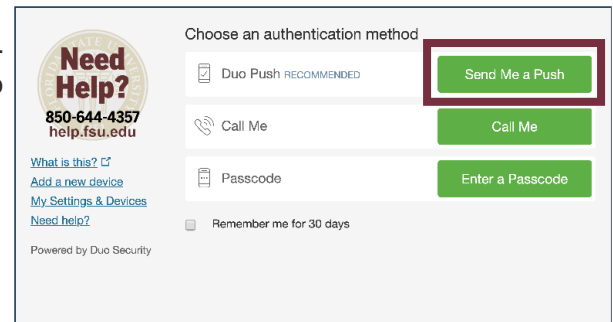 Need
Help?
850-644-4357
help.fsu.edu
What is this?
Add a new device
My Settings & Devices
Need help?
Powered by Duo Security
Choose an authentication method
Duo Push RECOMMENDED
Send Me a Push
Call Me
Call Me
Passcode
Enter a Passcode
Remember me for 30 days